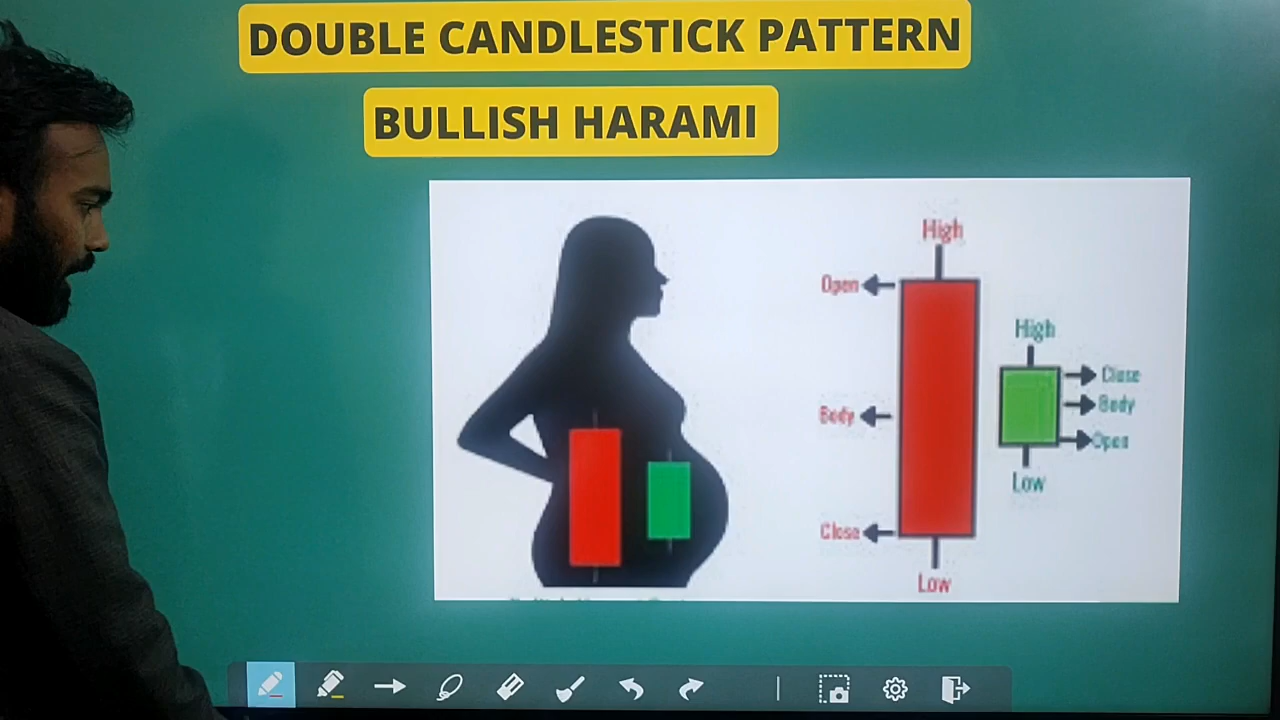 DOUBLE CANDLESTICK PATTERN
BULLISH HARAMI
High
Open
High
Close
Body
Body
Open
Low
Close
Low